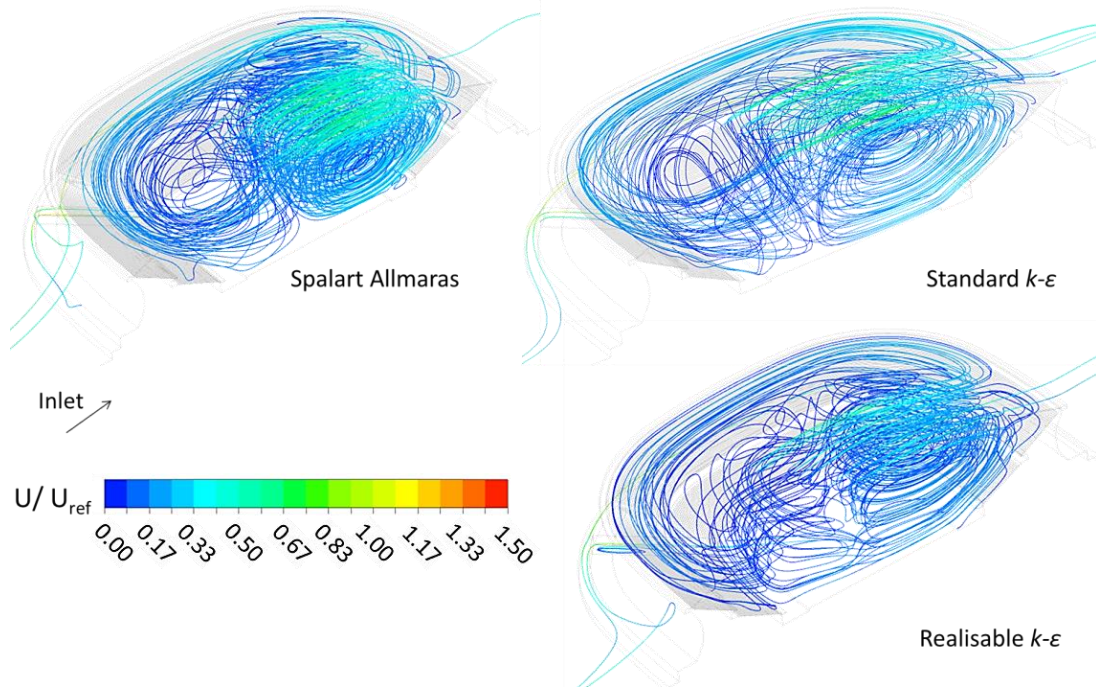 Spalart Allmaras
Standard k-ε
Inlet
U/ Uref
0.00
0.17
0.33
0.50
0.67
0.83
1.00
1.17
1.33
1.50
Realisable k-ε